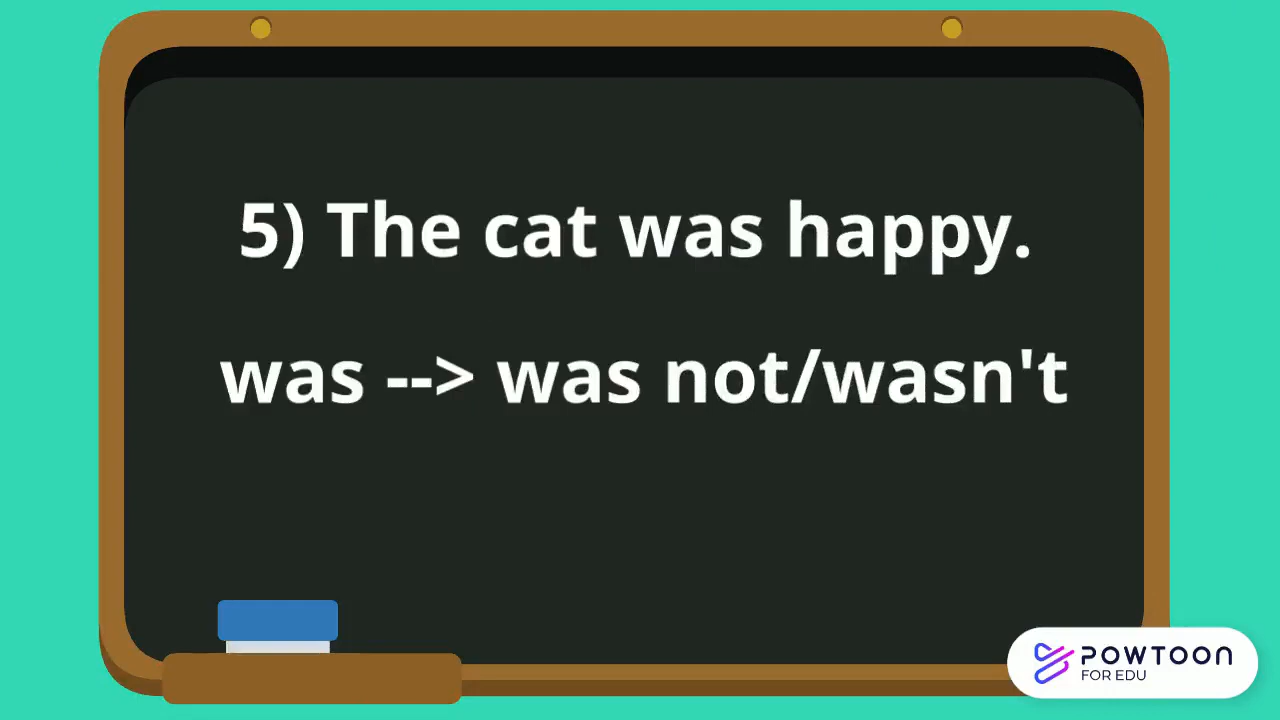 5) The cat was happy.
was --> was not/wasn't
POWTOON
FOR EDU